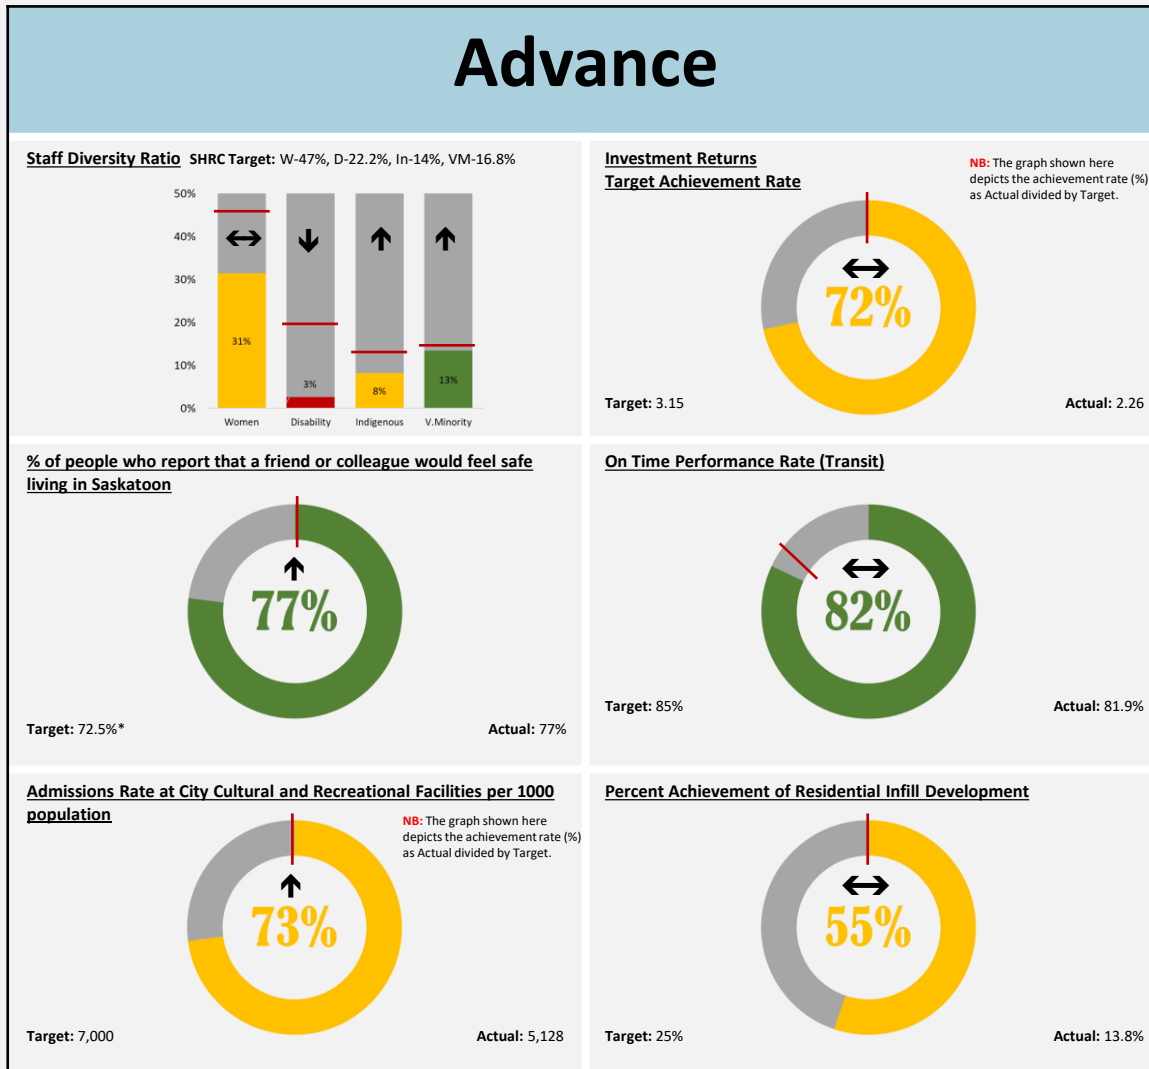 Advance
Staff Diversity Ratio SHRC Target: W-47%, D-22.2%, In-14%, VM-16.8%
50%
40%
30%
20%
10%
0%
31%
3%
8%
13%
Women Disability Indigenous V.Minority
Investment Returns
Target Achievement Rate
NB: The graph shown here
depicts the achievement rate (%)
as Actual divided by Target.
72%
Target: 3.15 Actual: 2.26
% of people who report that a friend or colleague would feel safe
living in Saskatoon
77%
Target: 72.5%* Actual: 77%
On Time Performance Rate (Transit)
82%
Target: 85% Actual: 81.9%
Admissions Rate at City Cultural and Recreational Facilities per 1000
population
NB: The graph shown here
depicts the achievement rate (%)
as Actual divided by Target.
73%
Target: 7,000 Actual: 5,128
Percent Achievement of Residential Infill Development
55%
Target: 25% Actual: 13.8%